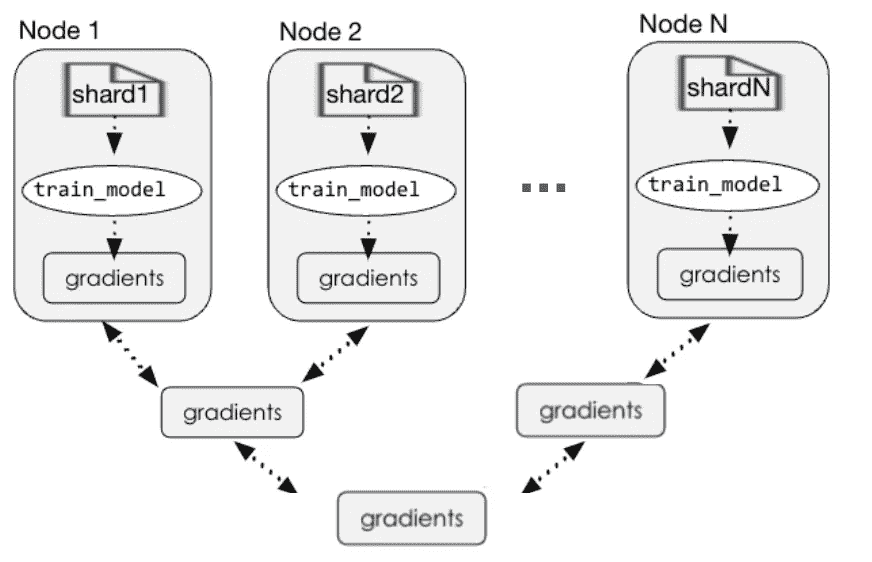 Node 1
Node 2
Node N
shard1
shard2
shardN
train_model
train_model
train_model
gradients
gradients
gradients
gradients
gradients
gradients